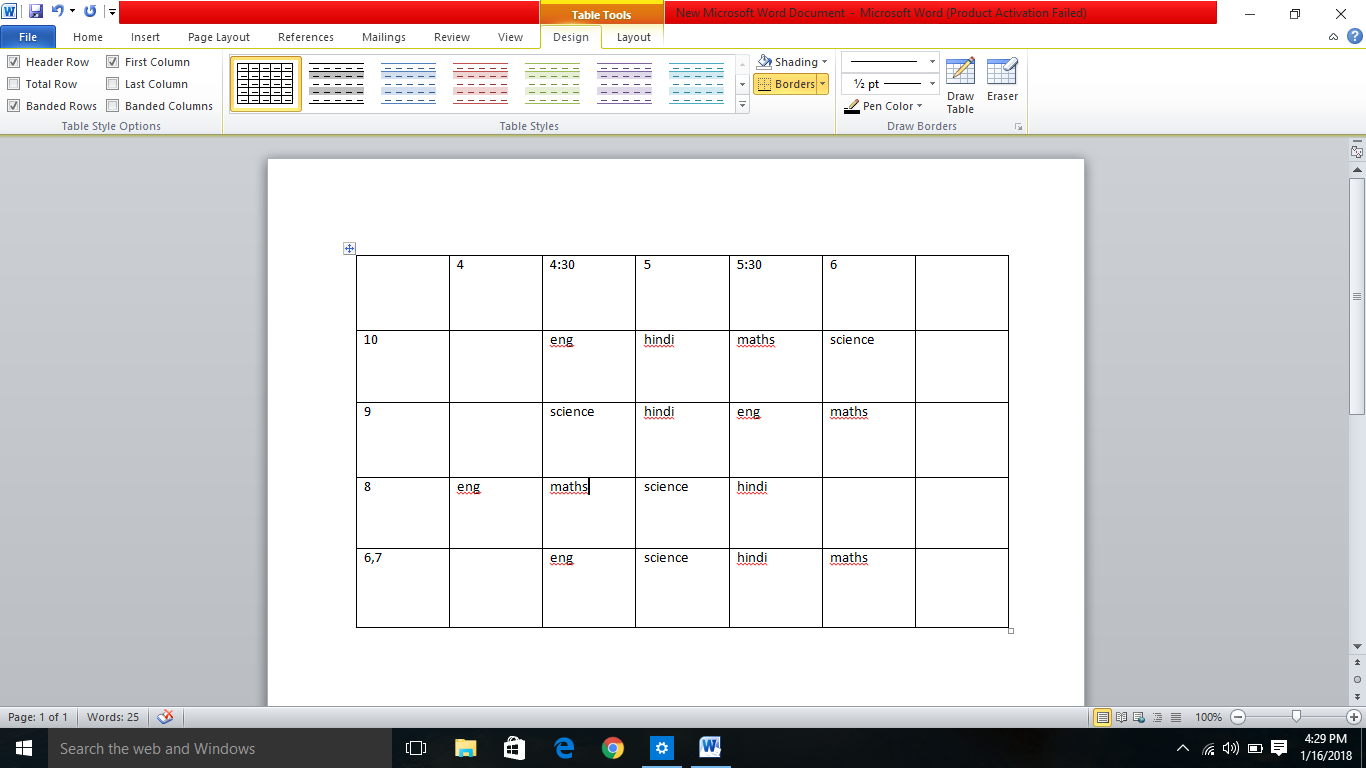 Table Tools
New Microsoft Word Document - Microsoft Word (Product Activation Failed)
File Home Insert Page Layout References Mailings Review View Design Layout
Header Row First Column
Total Row Last Column
Banded Rows Banded Columns
Table Style Options
Table Styles
Shading
Borders
½ pt
Pen Color
Draw Table
Eraser
Draw Borders
4 4:30 5 5:30 6
10 eng hindi maths science
9 science hindi eng maths
8 eng maths science hindi
6,7 eng science hindi maths
Page: 1 of 1 Words: 25 100%
Search the web and Windows
4:29 PM
1/16/2018